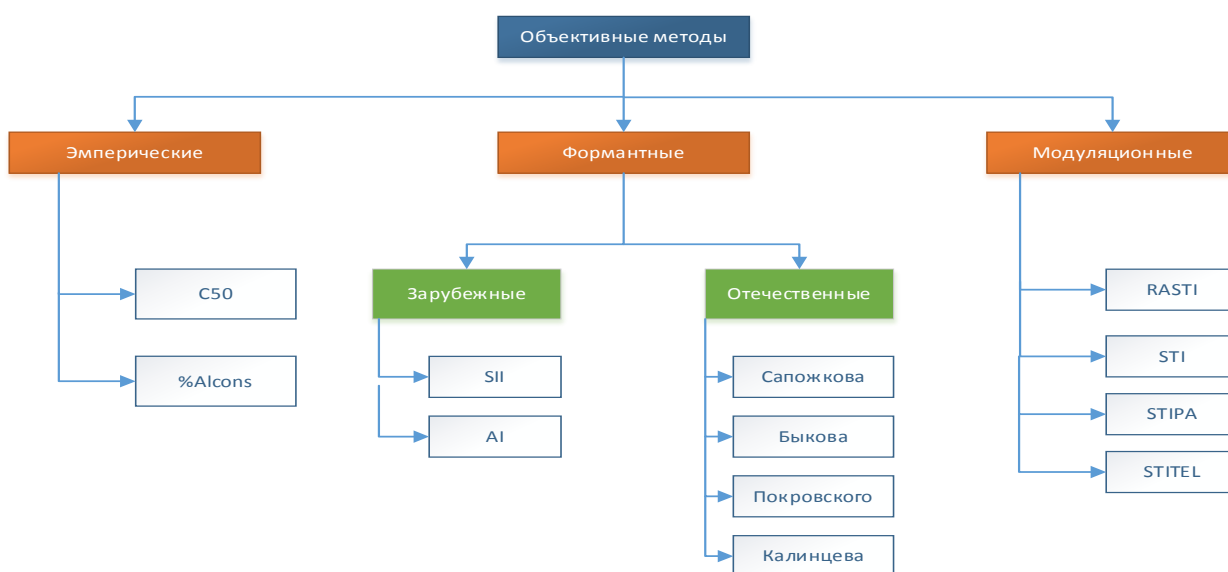 Объективные методы
Эмперические
Формантные
Модуляционные
Зарубежные
Отечественные
C50
%Alcons
SII
AI
Сапожкова
Быкова
Покровского
Калинцева
RASTI
STI
STIPA
STITEL